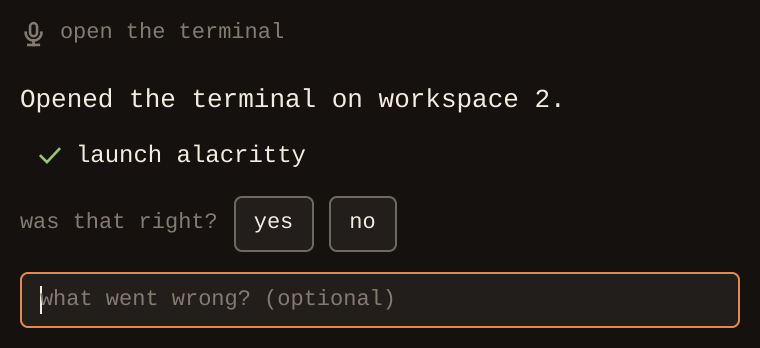 open the terminal
Opened the terminal on workspace 2.
launch alacritty
was that right? yes no
what went wrong? (optional)